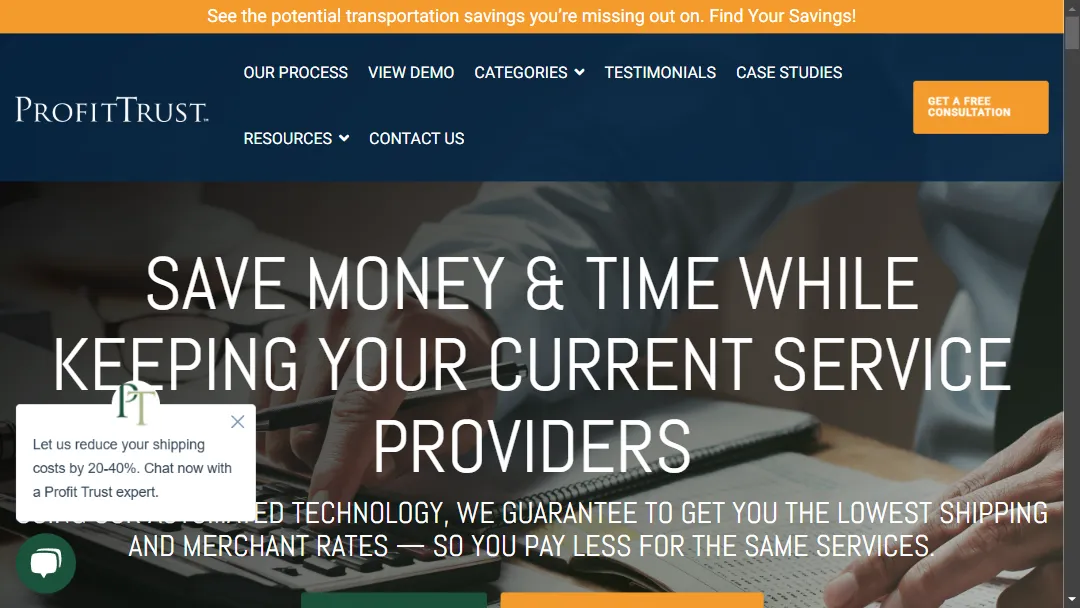 See the potential transportation savings you're missing out on. Find Your Savings!
OUR PROCESS VIEW DEMO CATEGORIES TESTIMONIALS CASE STUDIES
PROFITTRUST™
GET A FREE
CONSULTATION
RESOURCES CONTACT US
SAVE MONEY & TIME WHILE
KEEPING YOUR CURRENT SERVICE
PROVIDERS
PT
Let us reduce your shipping
costs by 20-40%. Chat now with
a Profit Trust expert.
TECHNOLOGY, WE GUARANTEE TO GET YOU THE LOWEST SHIPPING
AND MERCHANT RATES — SO YOU PAY LESS FOR THE SAME SERVICES.